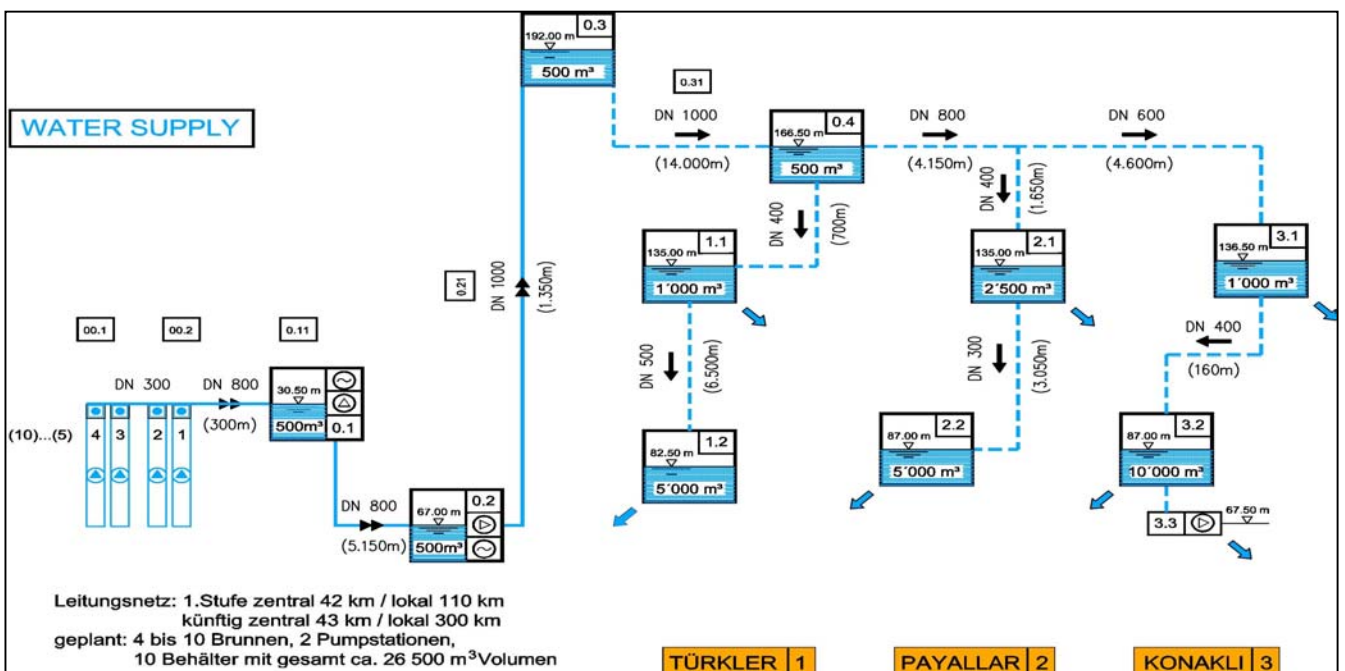 WATER SUPPLY
192.00 m
0.3
500 m³
0.31
DN 1000
(14.000m)
166.50 m
0.4
500 m³
DN 800
(4.150m)
DN 600
(4.600m)
DN 400
(700m)
DN 400
(1.650m)
135.00 m
1.1
1´000 m³
135.00 m
2.1
2´500 m³
136.50 m
3.1
1´000 m³
0.21
DN 1000
(1.350m)
00.1
00.2
0.11
DN 300
DN 800
(300m)
30.50 m
500m³
0.1
(10)...(5)
4
3
2
1
DN 500
(6.500m)
DN 300
(3.050m)
DN 400
(160m)
82.50 m
1.2
5´000 m³
87.00 m
2.2
5´000 m³
87.00 m
3.2
10´000 m³
DN 800
(5.150m)
67.00 m
0.2
500m³
3.3
67.50 m
Leitungsnetz: 1.Stufe zentral 42 km / lokal 110 km
künftig zentral 43 km / lokal 300 km
geplant: 4 bis 10 Brunnen, 2 Pumpstationen,
10 Behälter mit gesamt ca. 26 500 m³Volumen
TÜRKLER 1
PAYALLAR 2
KONAKLI 3